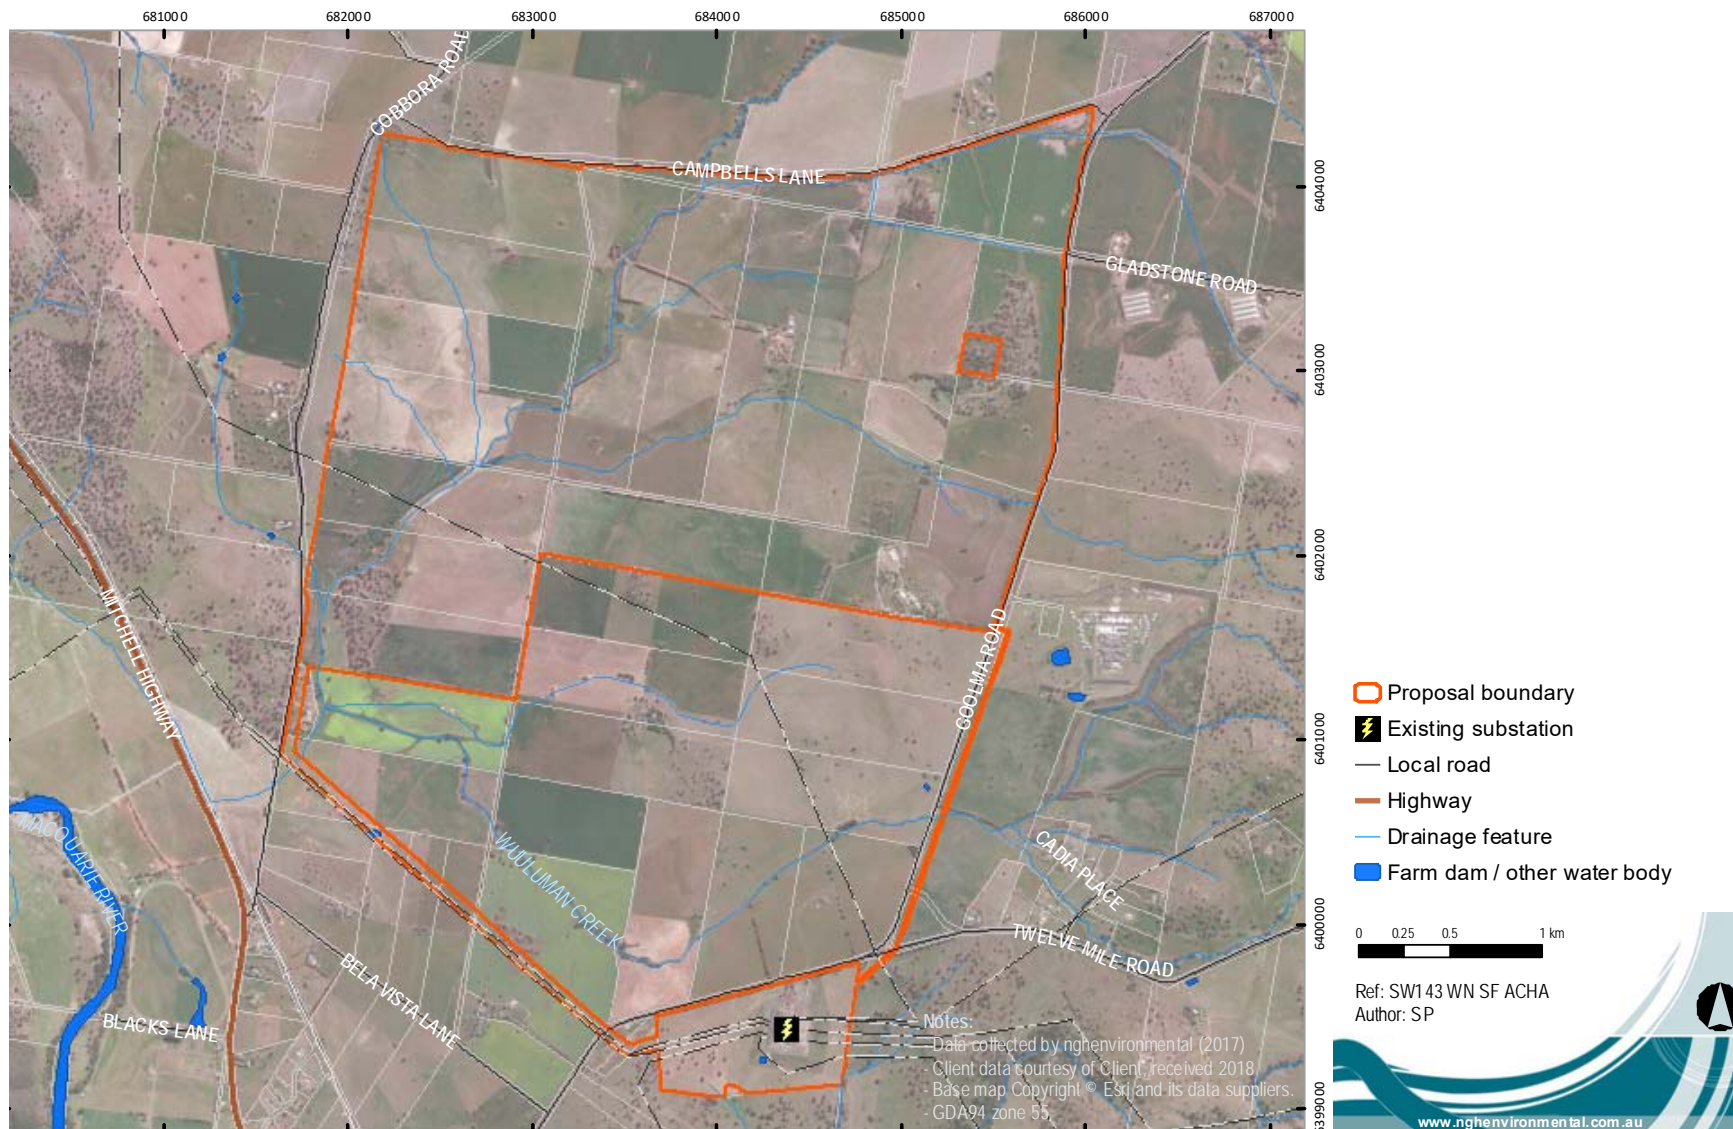 681000 682000 683000 684000 685000 686000 687000
COBBORA ROAD
CAMPBELLS LANE
6404000
GLADSTONE ROAD
6403000
6402000
MITCHELL HIGHWAY
GOOLMA ROAD
6401000
MACQUARIE RIVER
WUULUMAN CREEK
CADIA PLACE
6400000
TWELVE MILE ROAD
BELA VISTA LANE
BLACKS LANE
6399000
Notes:
- Data collected by nghenvironmental (2017)
- Client data courtesy of Client, received 2018
- Base map Copyright © Esri and its data suppliers.
- GDA94 zone 55
Proposal boundary
Existing substation
Local road
Highway
Drainage feature
Farm dam / other water body
0 0.25 0.5 1 km
Ref: SW143 WN SF ACHA
Author: SP
www.nghenvironmental.com.au